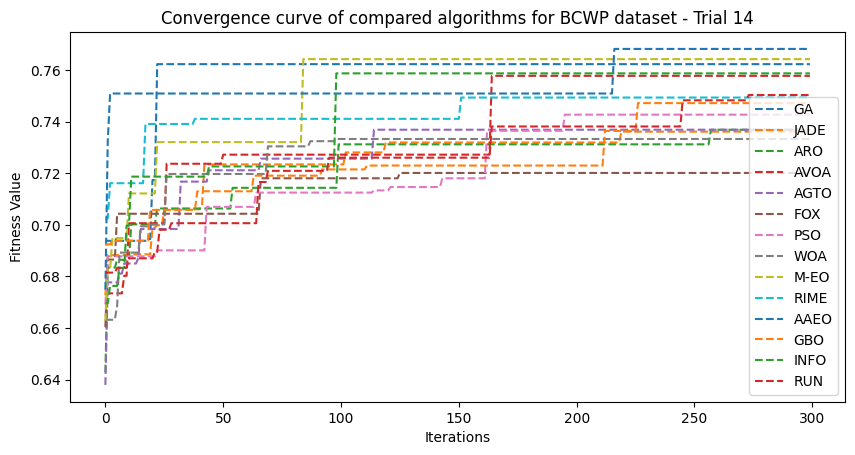 Convergence curve of compared algorithms for BCWP dataset - Trial 14
Fitness Value
0.76
0.74
0.72
0.70
0.68
0.66
0.64
0
50
100
150
200
250
300
Iterations
GA
JADE
ARO
AVOA
AGTO
FOX
PSO
WOA
M-EO
RIME
AAEO
GBO
INFO
RUN